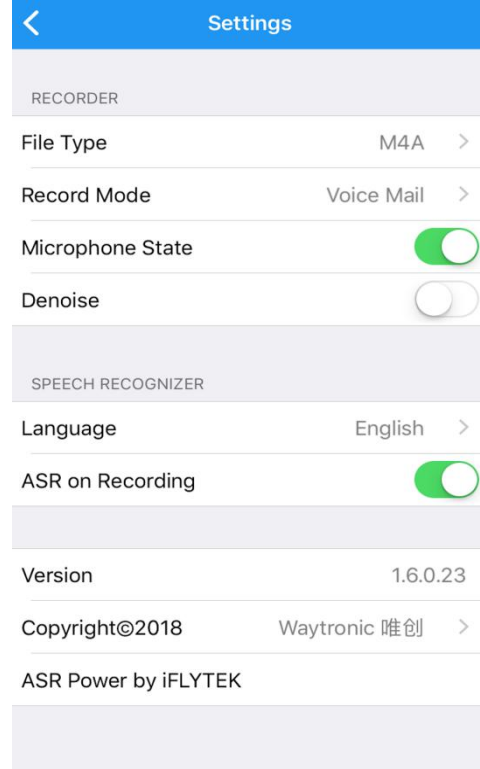 Settings
RECORDER
File Type M4A
Record Mode Voice Mail
Microphone State
Denoise
SPEECH RECOGNIZER
Language English
ASR on Recording
Version 1.6.0.23
Copyright©2018 Waytronic 唯创
ASR Power by iFLYTEK